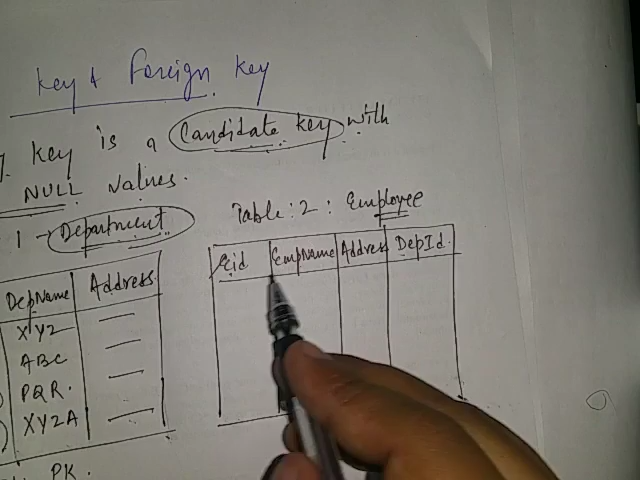 Key & Foreign Key
Key is a Candidate key with
NULL values.
1 - Department
DepName Address
XYZ
ABC
PQR.
XYZA
PK.
Table: 2 : Employee
Eid EmpName Address DepId.